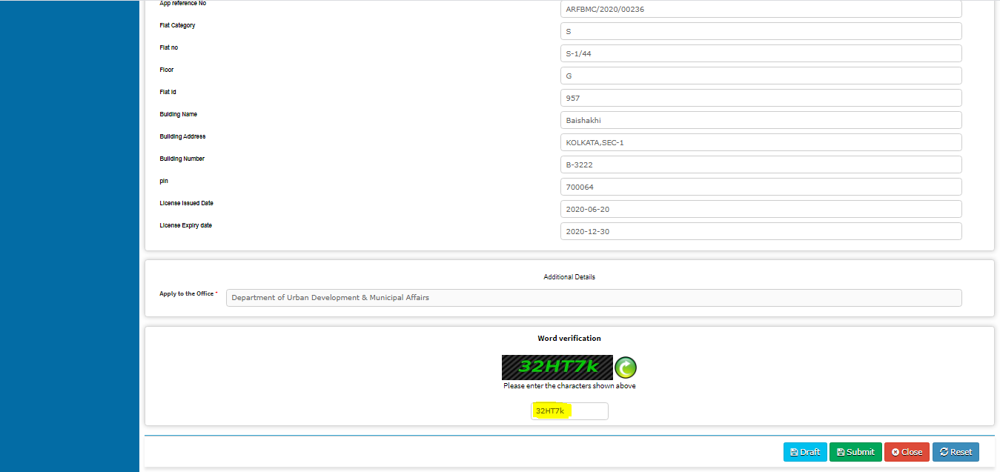 App reference No
ARFBMC/2020/00236
Flat Category
S
Flat no
S-1/44
Floor
G
Flat Id
957
Bulding Name
Baishakhi
Building Address
KOLKATA,SEC-1
Building Number
B-3222
pin
700064
License Issued Date
2020-06-20
License Expiry date
2020-12-30
Additional Details
Apply to the Office *
Department of Urban Development & Municipal Affairs
Word verification
32HT7k
Please enter the characters shown above
32HT7k
Draft Submit Close Reset